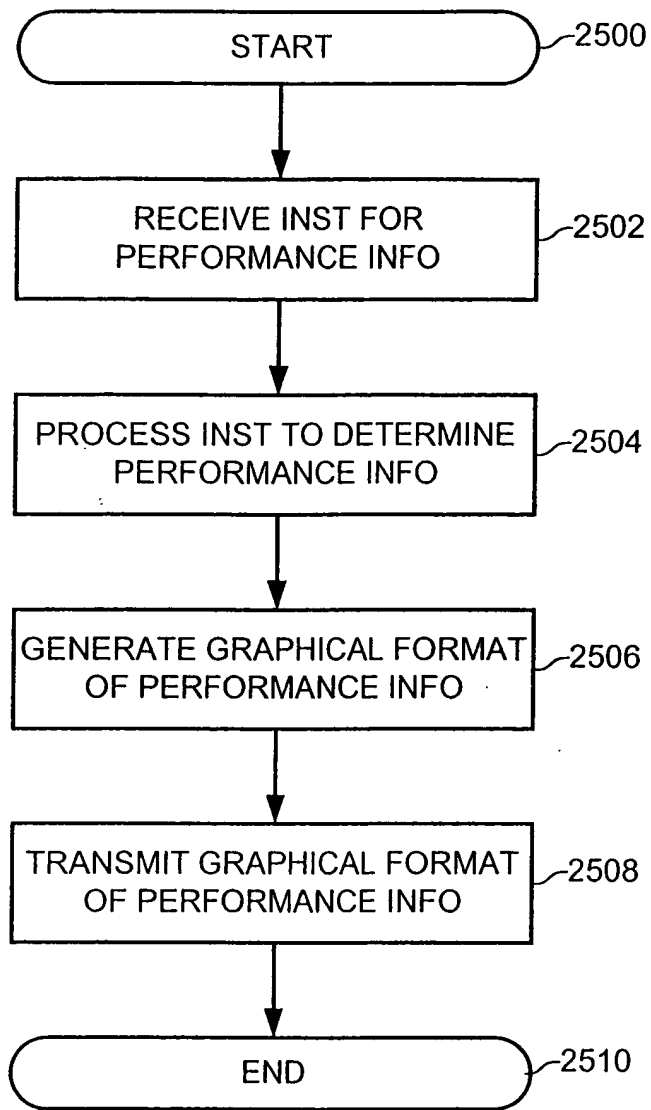 START
2500
RECEIVE INST FOR
PERFORMANCE INFO
2502
PROCESS INST TO DETERMINE
PERFORMANCE INFO
2504
GENERATE GRAPHICAL FORMAT
OF PERFORMANCE INFO
2506
TRANSMIT GRAPHICAL FORMAT
OF PERFORMANCE INFO
2508
END
2510